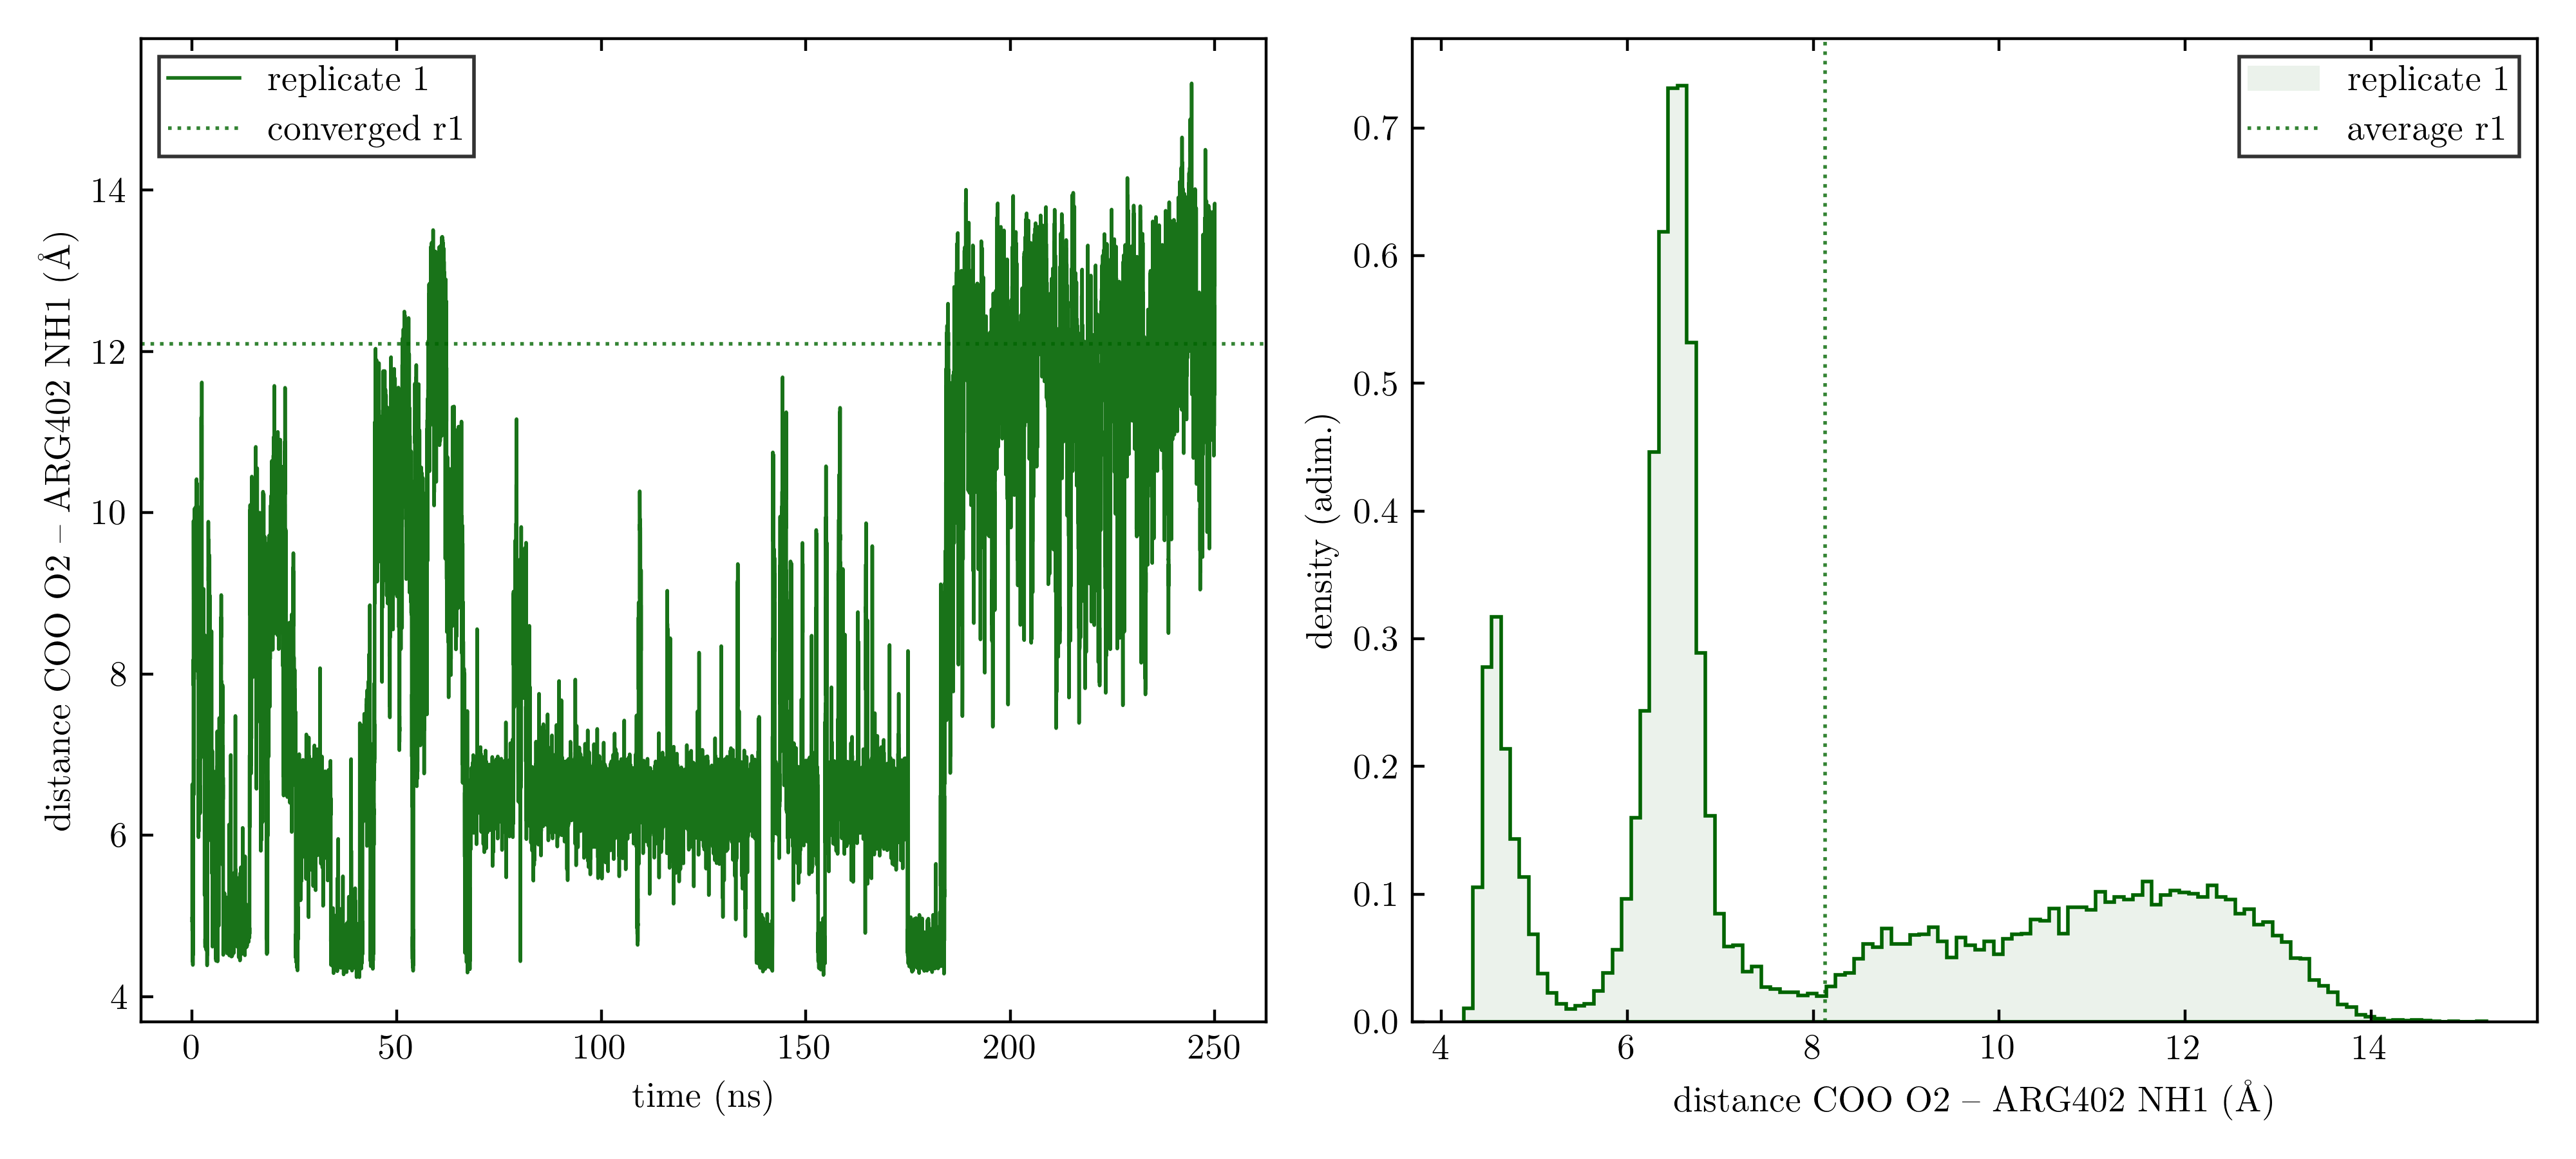 replicate 1
converged r1
distance COO O2 – ARG402 NH1 (Å)
14
12
10
8
6
4
0 50 100 150 200 250
time (ns)
replicate 1
average r1
density (adim.)
0.7
0.6
0.5
0.4
0.3
0.2
0.1
0.0
4 6 8 10 12 14
distance COO O2 – ARG402 NH1 (Å)